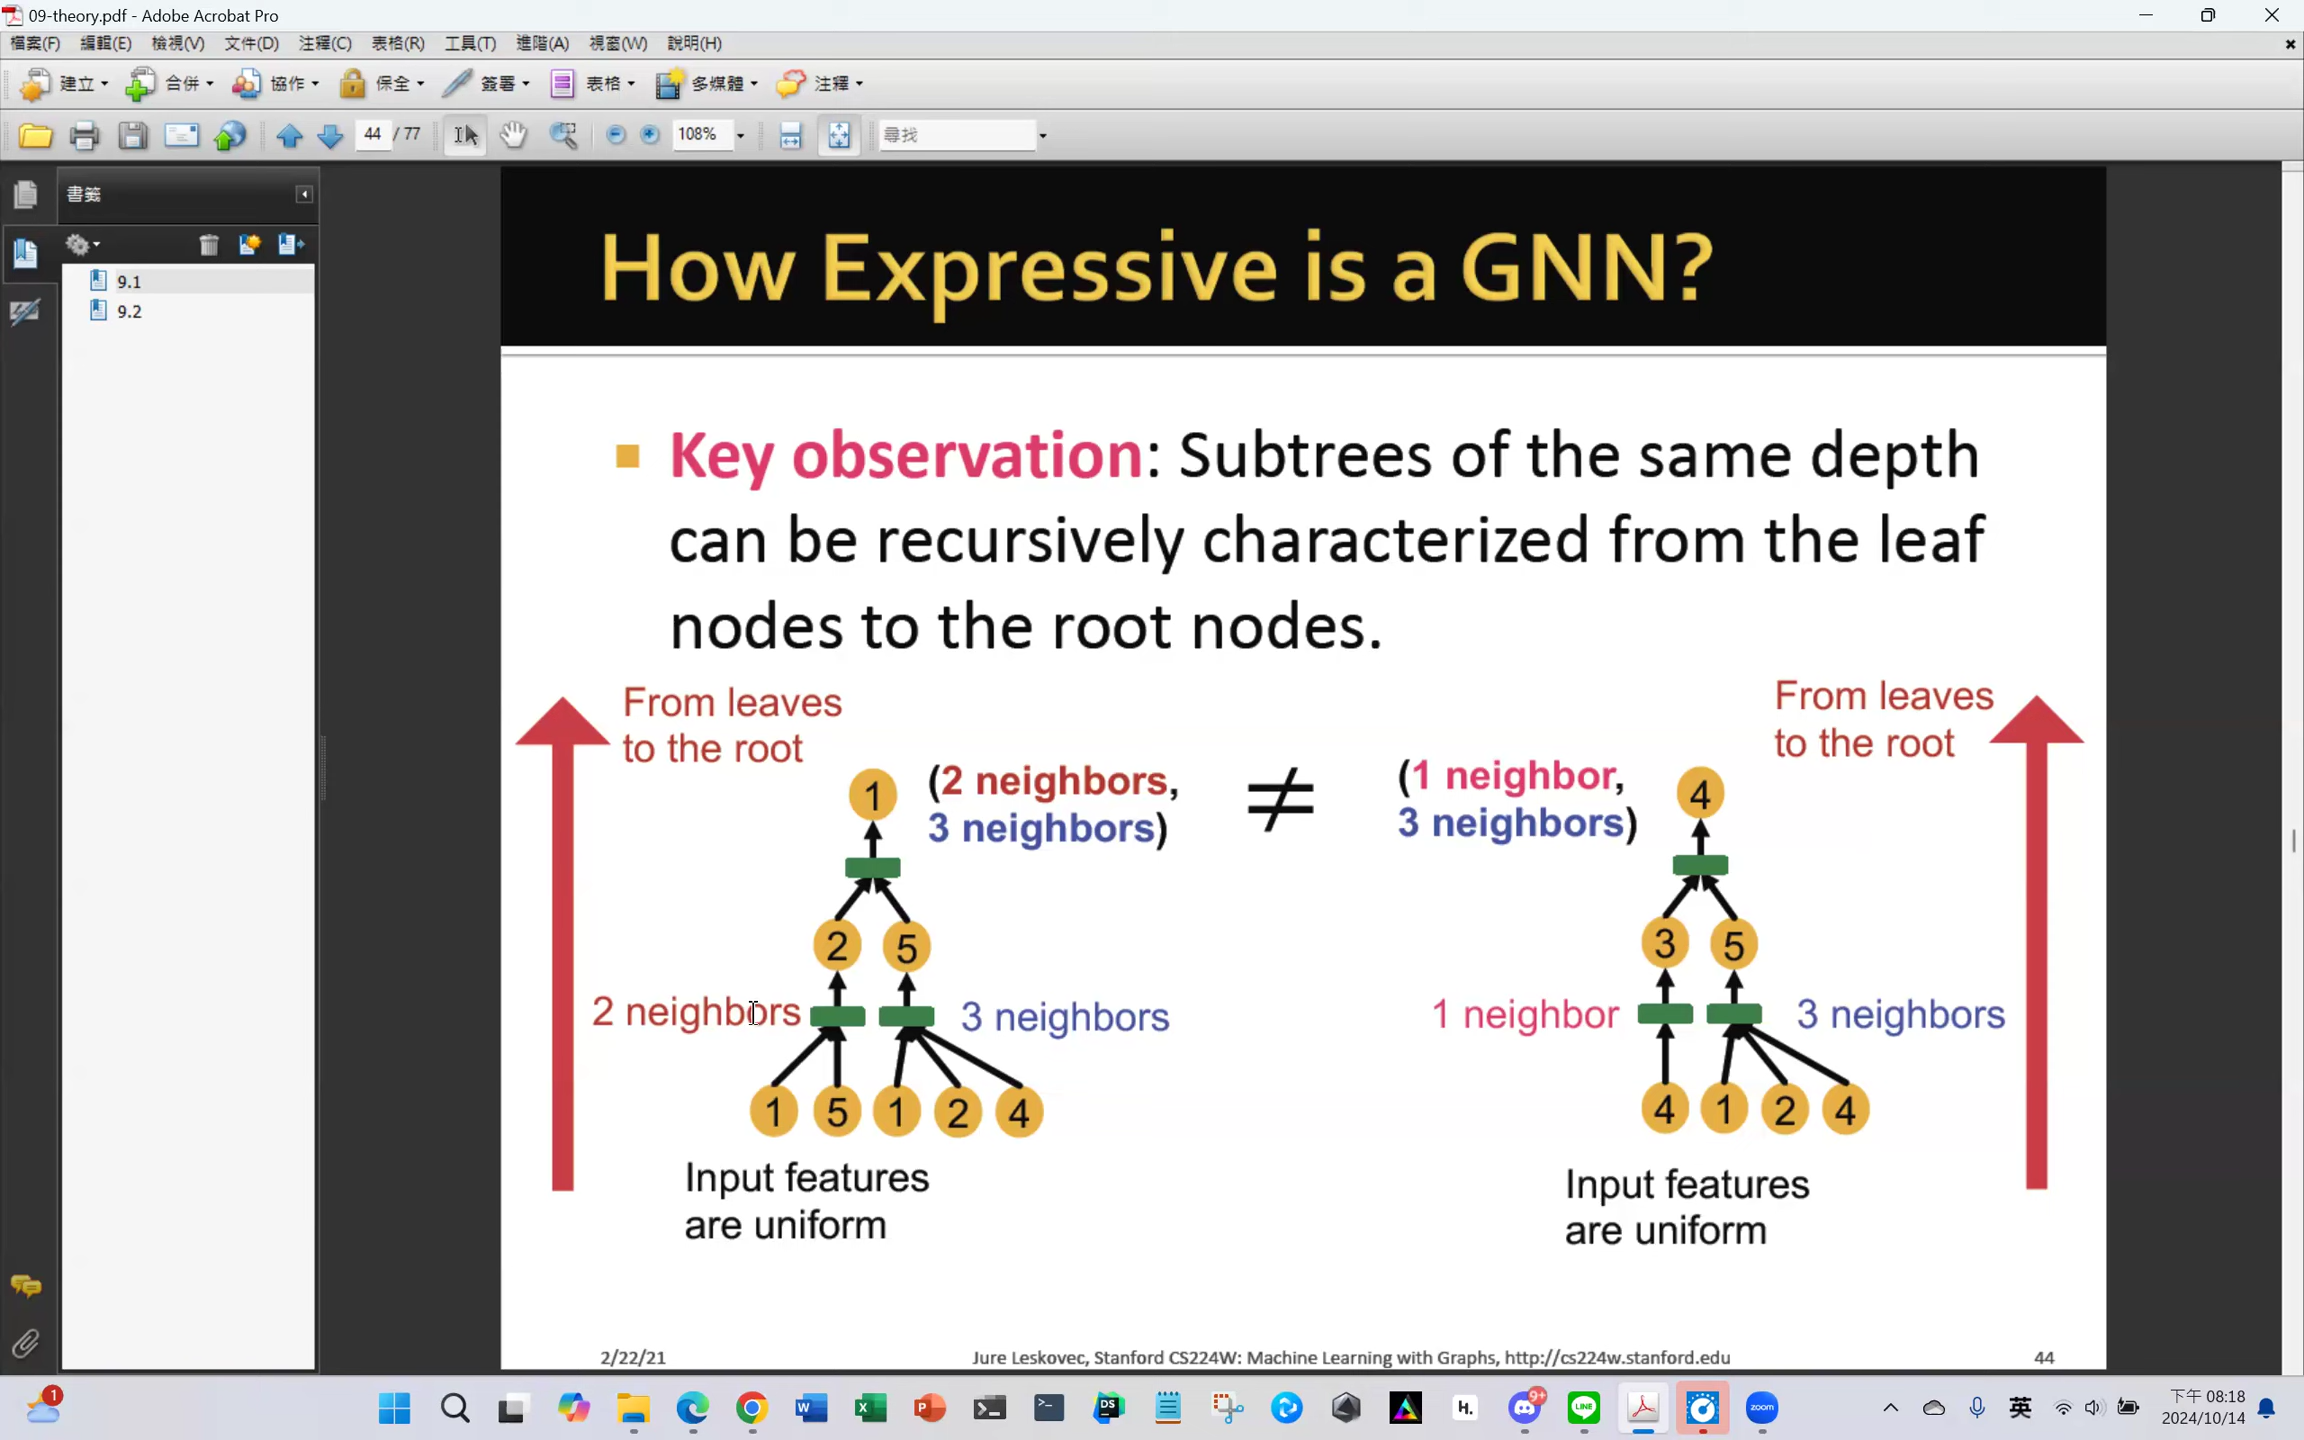 09-theory.pdf - Adobe Acrobat Pro
檔案(F) 編輯(E) 檢視(V) 文件(D) 注釋(C) 表格(R) 工具(T) 進階(A) 視窗(W) 說明(H)
建立 合併 協作 保全 簽署 表格 多媒體 注釋
44 / 77 108% 尋找
書籤
9.1
9.2
How Expressive is a GNN?
Key observation: Subtrees of the same depth
can be recursively characterized from the leaf
nodes to the root nodes.
From leaves
to the root
1
(2 neighbors,
3 neighbors)
≠
(1 neighbor,
3 neighbors)
4
From leaves
to the root
2 5
3 5
2 neighbors
3 neighbors
1 neighbor
3 neighbors
1 5 1 2 4
4 1 2 4
Input features
are uniform
Input features
are uniform
2/22/21
Jure Leskovec, Stanford CS224W: Machine Learning with Graphs, http://cs224w.stanford.edu
44
1
W X P DS h. 9+ LINE zoom
英
下午 08:18
2024/10/14